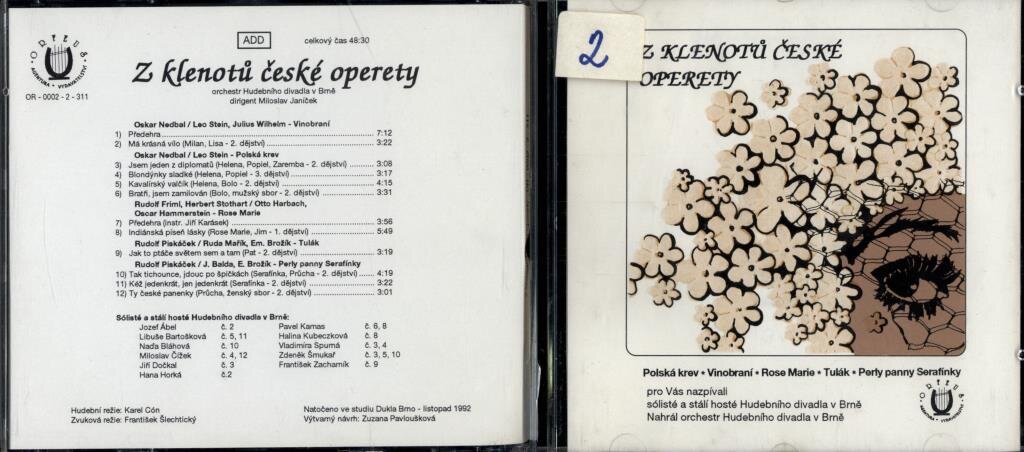 ORFEUS
AGENTURA • VYDAVATELSTVÍ
OR - 0002 - 2 - 311
ADD
celkový čas 48:30
Z klenotů české operety
orchestr Hudebního divadla v Brně
dirigent Miloslav Janíček
Oskar Nedbal / Leo Stein, Julius Wilhelm - Vinobraní
1) Předehra 7:12
2) Má krásná vílo (Milan, Lisa - 2. dějství) 3:22
Oskar Nedbal / Leo Stein - Polská krev
3) Jsem jeden z diplomatů (Helena, Popiel, Zaremba - 2. dějství) 3:08
4) Blondýnky sladké (Helena, Popiel - 3. dějství) 3:17
5) Kavalírský valčík (Helena, Bolo - 2. dějství) 4:15
6) Bratři, jsem zamilován (Bolo, mužský sbor - 2. dějství) 3:31
Rudolf Friml, Herbert Stothart / Otto Harbach,
Oscar Hammerstein - Rose Marie
7) Předehra (instr. Jiří Karásek) 3:56
8) Indiánská píseň lásky (Rose Marie, Jim - 1. dějství) 5:49
Rudolf Piskáček / Ruda Mařík, Em. Brožík - Tulák
9) Jak to ptáče světem sem a tam (Pat - 2. dějství) 3:19
Rudolf Piskáček / J. Balda, E. Brožík - Perly panny Serafínky
10) Tak tichounce, jdouc po špičkách (Serafínka, Průcha - 2. dějství) 4:19
11) Kéž jedenkrát, jen jedenkrát (Serafínka - 2. dějství) 3:22
12) Ty české panenky (Průcha, ženský sbor - 2. dějství) 3:01
Sólisté a stálí hosté Hudebního divadla v Brně:
Jozef Ábel č. 2
Libuše Bartošková č. 5, 11
Naďa Bláhová č. 10
Miloslav Čížek č. 4, 12
Jiří Dočkal č. 3
Hana Horká č.2
Pavel Kamas č. 6, 8
Halina Kubeczková č. 8
Vladimíra Spurná č. 3, 4
Zdeněk Šmukař č. 3, 5, 10
František Zacharník č. 9
Hudební režie: Karel Cón
Zvuková režie: František Šlechtický
Natočeno ve studiu Dukla Brno - listopad 1992
Výtvarný návrh: Zuzana Pavloušková
2
Z KLENOTŮ ČESKÉ
OPERETY
Polská krev • Vinobraní • Rose Marie • Tulák • Perly panny Serafínky
pro Vás nazpívali
sólisté a stálí hosté Hudebního divadla v Brně
Nahrál orchestr Hudebního divadla v Brně
ORFEUS
AGENTURA • VYDAVATELSTVÍ